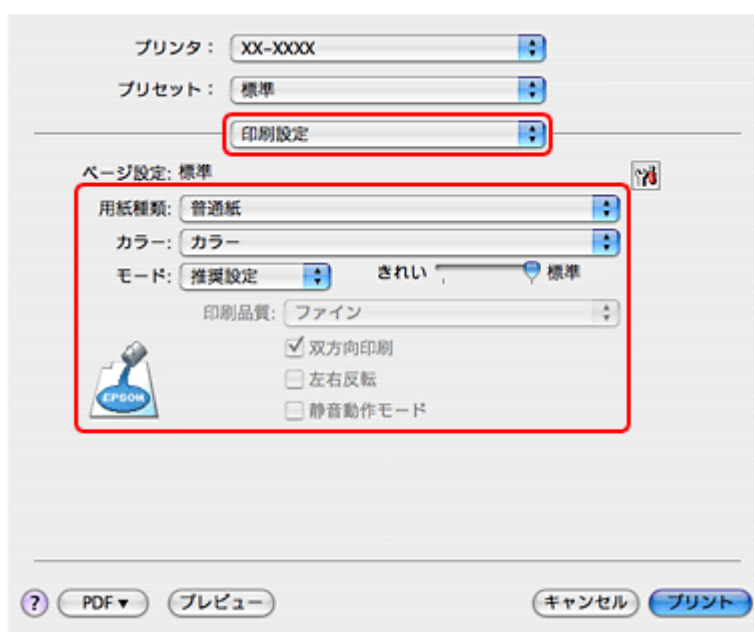 プリンタ： XX-XXXX
プリセット： 標準
印刷設定
ページ設定: 標準
用紙種類: 普通紙
カラー: カラー
モード: 推奨設定 きれい 標準
印刷品質: ファイン
双方向印刷
左右反転
静音動作モード
EPSON
? PDF▼ プレビュー キャンセル プリント